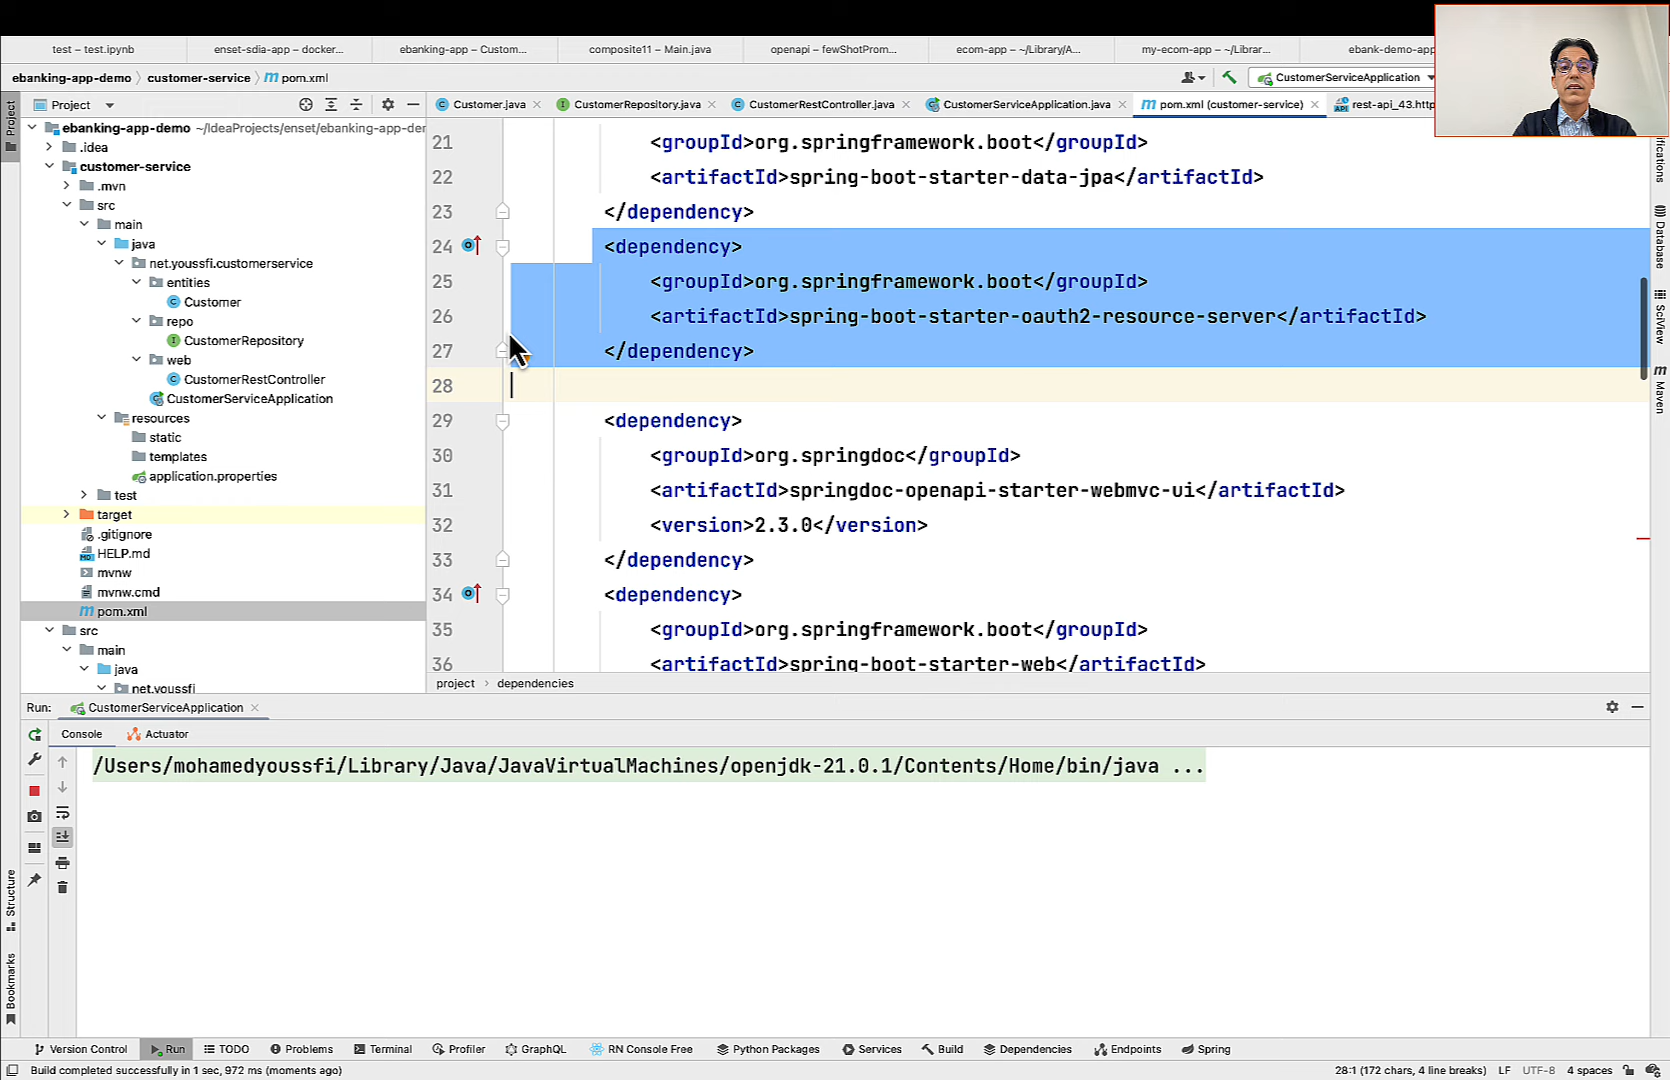 test – test.ipynb
enset-sdia-app – docker...
ebanking-app – Custom...
composite11 – Main.java
openapi – fewShotProm...
ecom-app – ~/Library/A...
my-ecom-app – ~/Librar...
ebank-demo-app
ebanking-app-demo
customer-service
m pom.xml
CustomerServiceApplication
Project
Project
Customer.java
CustomerRepository.java
CustomerRestController.java
CustomerServiceApplication.java
pom.xml (customer-service)
rest-api_43.http
ebanking-app-demo ~/IdeaProjects/enset/ebanking-app-der
.idea
customer-service
.mvn
src
main
java
net.youssfi.customerservice
entities
Customer
repo
CustomerRepository
web
CustomerRestController
CustomerServiceApplication
resources
static
templates
application.properties
test
target
.gitignore
HELP.md
mvnw
mvnw.cmd
pom.xml
src
main
java
net.youssfi
21 <groupId>org.springframework.boot</groupId>
22 <artifactId>spring-boot-starter-data-jpa</artifactId>
23 </dependency>
24 <dependency>
25 <groupId>org.springframework.boot</groupId>
26 <artifactId>spring-boot-starter-oauth2-resource-server</artifactId>
27 </dependency>
28
29 <dependency>
30 <groupId>org.springdoc</groupId>
31 <artifactId>springdoc-openapi-starter-webmvc-ui</artifactId>
32 <version>2.3.0</version>
33 </dependency>
34 <dependency>
35 <groupId>org.springframework.boot</groupId>
36 <artifactId>spring-boot-starter-web</artifactId>
project
dependencies
Database
SciView
Maven
Run: CustomerServiceApplication
Console
Actuator
/Users/mohamedyoussfi/Library/Java/JavaVirtualMachines/openjdk-21.0.1/Contents/Home/bin/java ...
Structure
Bookmarks
Version Control
Run
TODO
Problems
Terminal
Profiler
GraphQL
RN Console Free
Python Packages
Services
Build
Dependencies
Endpoints
Spring
Build completed successfully in 1 sec, 972 ms (moments ago)
28:1 (172 chars, 4 line breaks)
LF
UTF-8
4 spaces